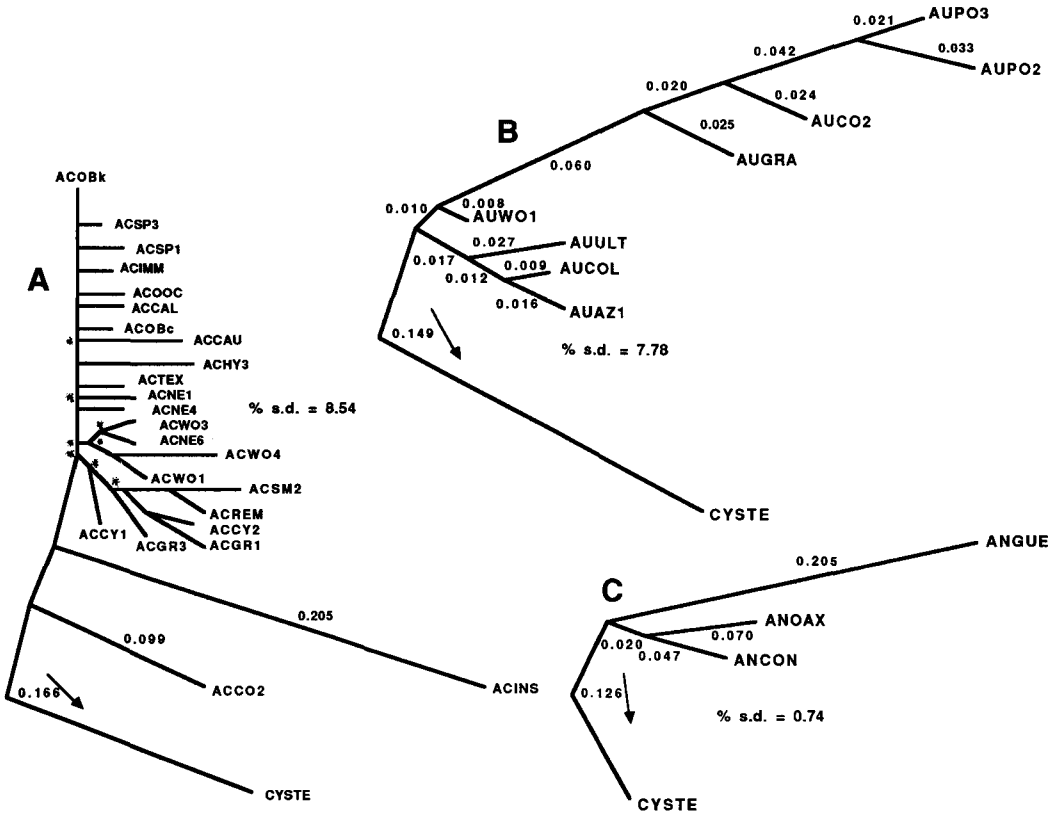 A
ACOBk
ACSP3
ACSP1
ACIMM
ACOOC
ACCAL
ACOBc
ACCAU
ACHY3
ACTEX
ACNE1
ACNE4
% s.d. = 8.54
ACWO3
ACNE6
ACWO4
ACWO1
ACSM2
ACREM
ACCY2
ACCY1
ACGR3
ACGR1
0.205
ACINS
0.099
ACCO2
0.166
CYSTE
B
0.021
AUPO3
0.042
0.033
AUPO2
0.020
0.024
AUCO2
0.025
AUGRA
0.060
0.010
0.008
AUWO1
0.027
AUULT
0.017
0.009
AUCOL
0.012
0.016
AUAZ1
0.149
% s.d. = 7.78
CYSTE
C
0.205
ANGUE
0.070
ANOAX
0.020
0.047
ANCON
0.126
% s.d. = 0.74
CYSTE